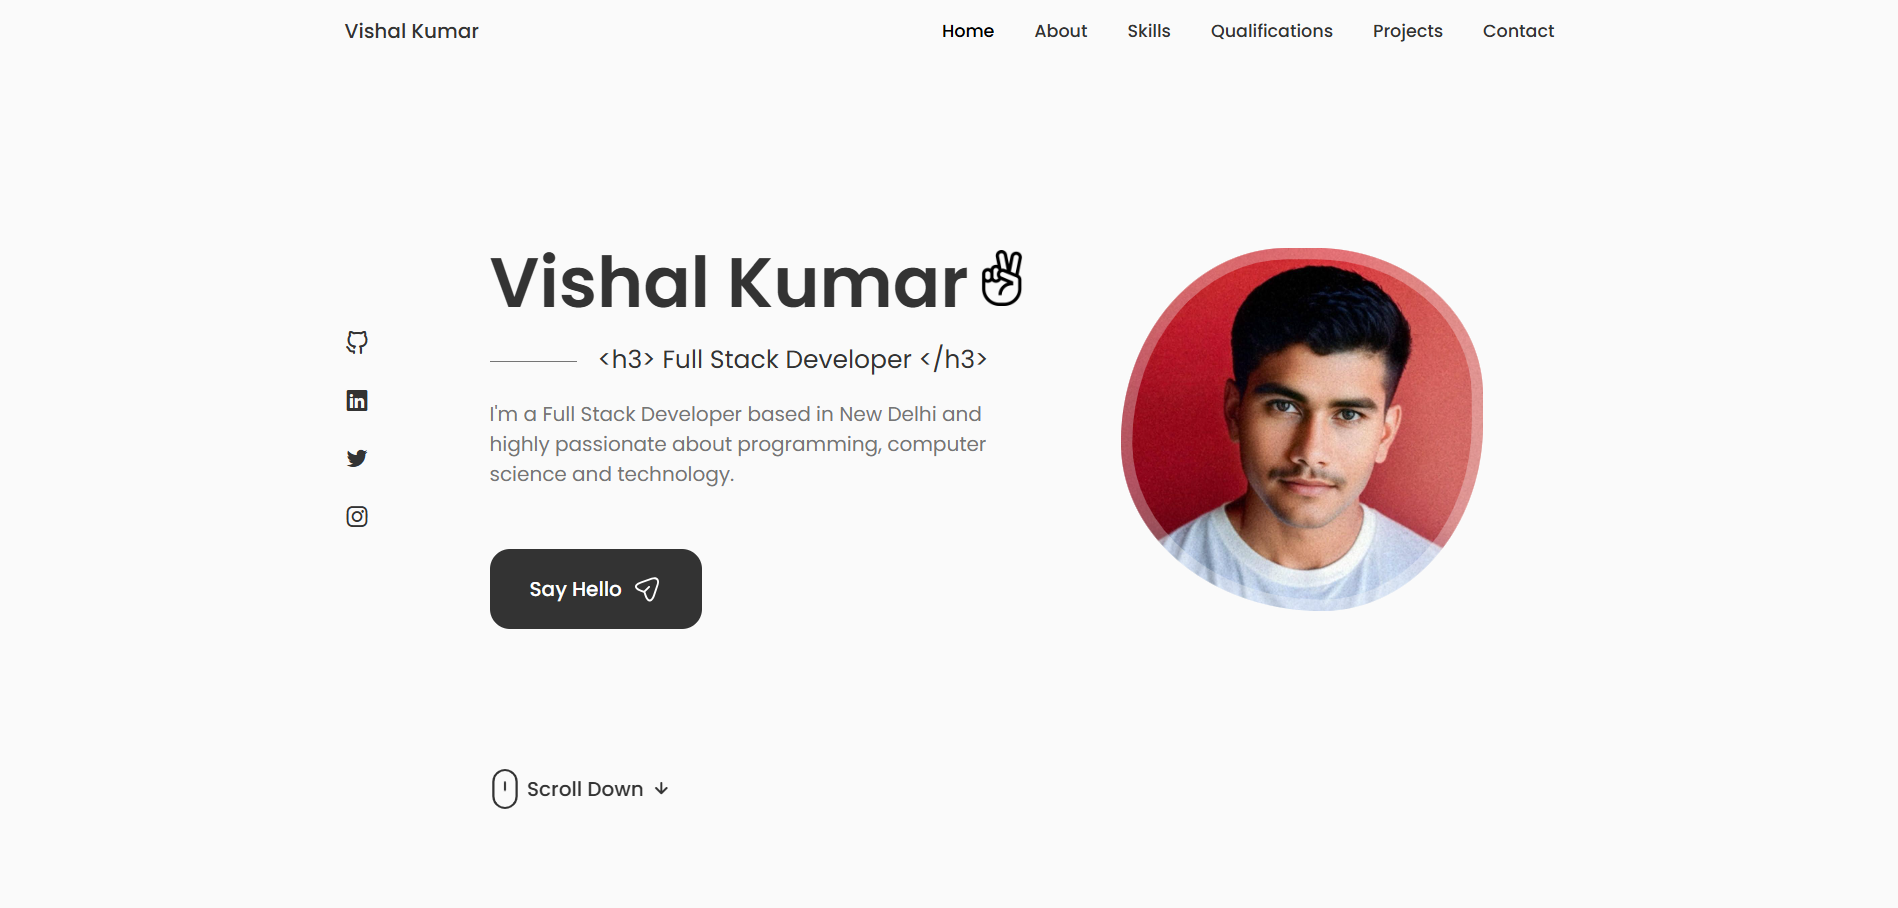 Vishal Kumar
Home About Skills Qualifications Projects Contact
Vishal Kumar
<h3> Full Stack Developer </h3>
I'm a Full Stack Developer based in New Delhi and
highly passionate about programming, computer
science and technology.
Say Hello
Scroll Down